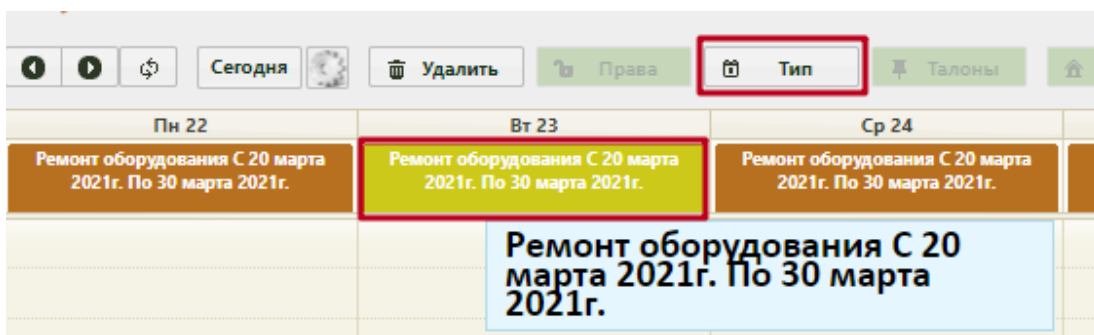 Сегодня Удалить Права Тип Талоны
Пн 22 Вт 23 Ср 24
Ремонт оборудования С 20 марта
2021г. По 30 марта 2021г.
Ремонт оборудования С 20 марта
2021г. По 30 марта 2021г.
Ремонт оборудования С 20 марта
2021г. По 30 марта 2021г.
Ремонт оборудования С 20
марта 2021г. По 30 марта
2021г.